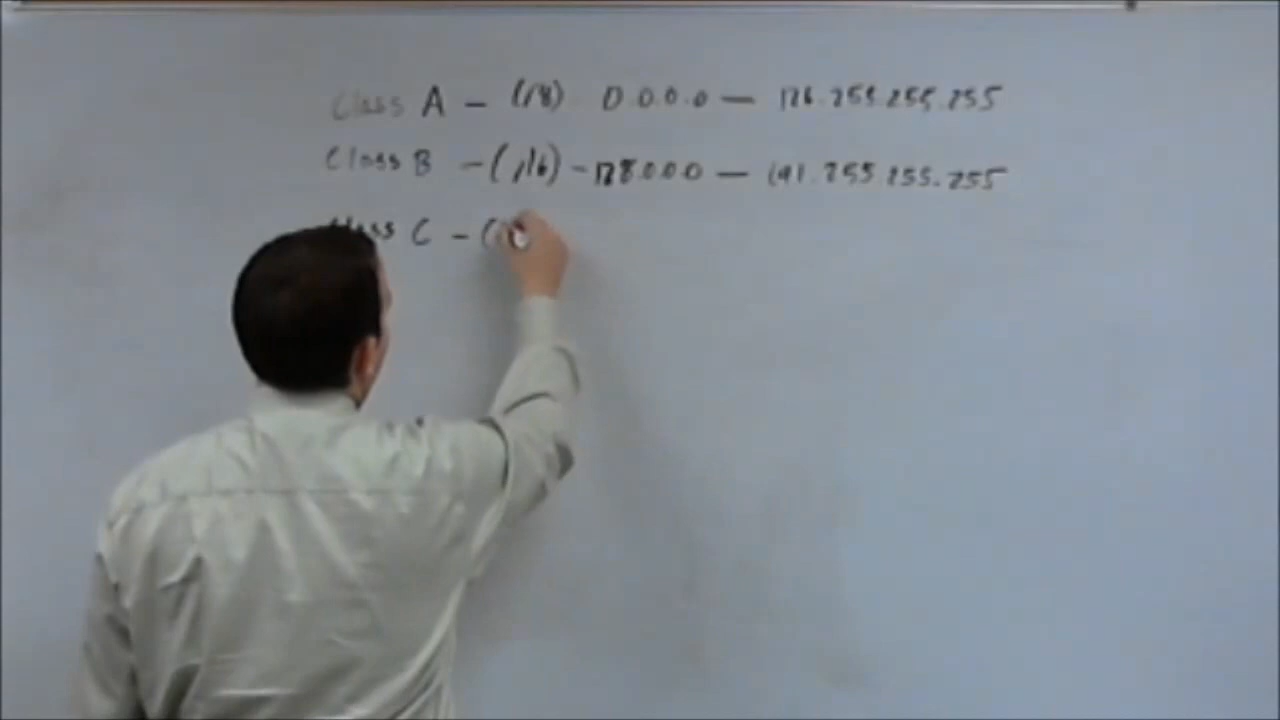 Class A - (/8) 0.0.0.0 — 126.255.255.255
Class B - (/16) - 128.0.0.0 — 191.255.255.255
Class C - (/